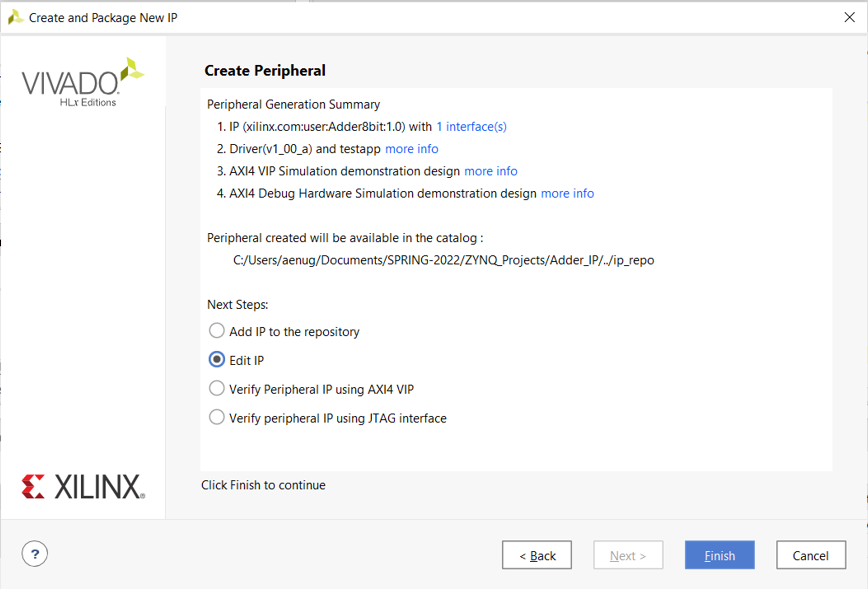 Create and Package New IP
VIVADO
HLx Editions
Create Peripheral
Peripheral Generation Summary
1. IP (xilinx.com:user:Adder8bit:1.0) with 1 interface(s)
2. Driver(v1_00_a) and testapp more info
3. AXI4 VIP Simulation demonstration design more info
4. AXI4 Debug Hardware Simulation demonstration design more info
Peripheral created will be available in the catalog :
C:/Users/aenug/Documents/SPRING-2022/ZYNQ_Projects/Adder_IP/../ip_repo
Next Steps:
Add IP to the repository
Edit IP
Verify Peripheral IP using AXI4 VIP
Verify peripheral IP using JTAG interface
XILINX
Click Finish to continue
? < Back Next > Finish Cancel